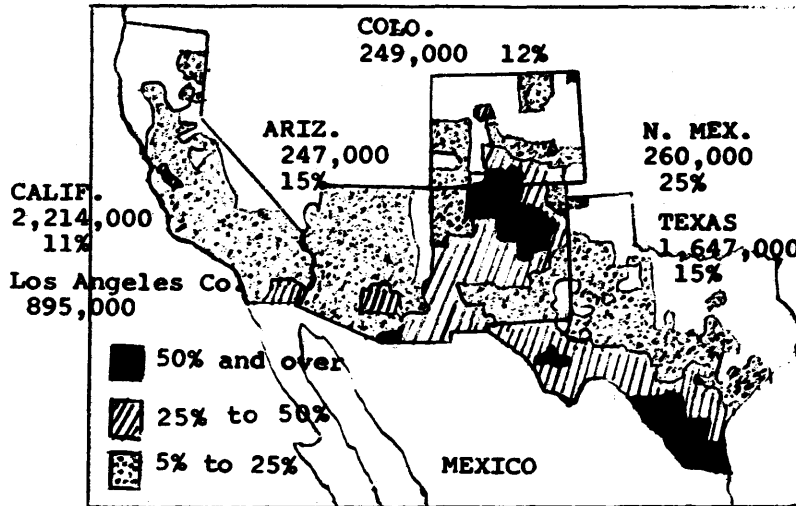 COLO.
249,000 12%
ARIZ.
247,000
15%
N. MEX.
260,000
25%
CALIF.
2,214,000
11%
TEXAS
1,647,000
15%
Los Angeles Co.
895,000
50% and over
25% to 50%
5% to 25%
MEXICO